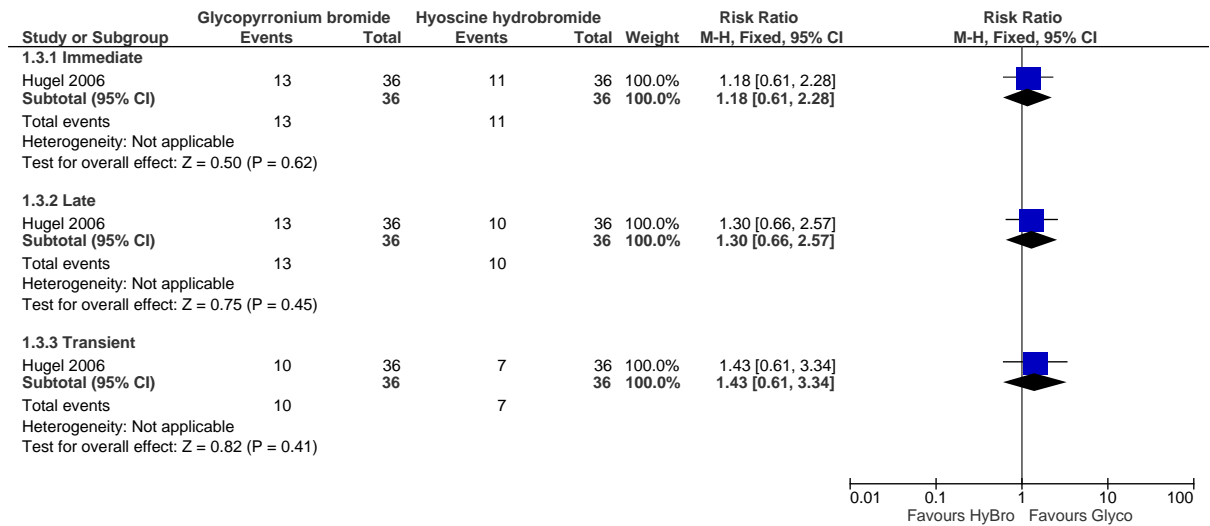 Glycopyrronium bromide Hyoscine hydrobromide Risk Ratio Risk Ratio
Study or Subgroup Events Total Events Total Weight M-H, Fixed, 95% CI M-H, Fixed, 95% CI
1.3.1 Immediate
Hugel 2006 13 36 11 36 100.0% 1.18 [0.61, 2.28]
Subtotal (95% CI) 36 36 100.0% 1.18 [0.61, 2.28]
Total events 13 11
Heterogeneity: Not applicable
Test for overall effect: Z = 0.50 (P = 0.62)
1.3.2 Late
Hugel 2006 13 36 10 36 100.0% 1.30 [0.66, 2.57]
Subtotal (95% CI) 36 36 100.0% 1.30 [0.66, 2.57]
Total events 13 10
Heterogeneity: Not applicable
Test for overall effect: Z = 0.75 (P = 0.45)
1.3.3 Transient
Hugel 2006 10 36 7 36 100.0% 1.43 [0.61, 3.34]
Subtotal (95% CI) 36 36 100.0% 1.43 [0.61, 3.34]
Total events 10 7
Heterogeneity: Not applicable
Test for overall effect: Z = 0.82 (P = 0.41)
0.01 0.1 1 10 100
Favours HyBro Favours Glyco